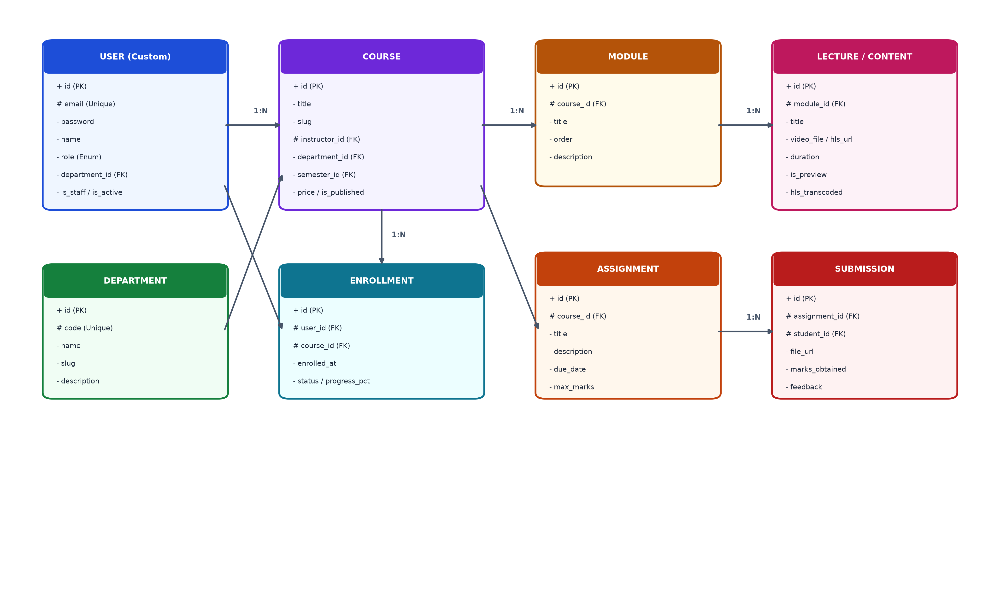 USER (Custom)
+ id (PK)
# email (Unique)
- password
- name
- role (Enum)
- department_id (FK)
- is_staff / is_active
1:N
COURSE
+ id (PK)
- title
- slug
# instructor_id (FK)
- department_id (FK)
- semester_id (FK)
- price / is_published
1:N
MODULE
+ id (PK)
# course_id (FK)
- title
- order
- description
1:N
LECTURE / CONTENT
+ id (PK)
# module_id (FK)
- title
- video_file / hls_url
- duration
- is_preview
- hls_transcoded
1:N
DEPARTMENT
+ id (PK)
# code (Unique)
- name
- slug
- description
ENROLLMENT
+ id (PK)
# user_id (FK)
# course_id (FK)
- enrolled_at
- status / progress_pct
ASSIGNMENT
+ id (PK)
# course_id (FK)
- title
- description
- due_date
- max_marks
1:N
SUBMISSION
+ id (PK)
# assignment_id (FK)
# student_id (FK)
- file_url
- marks_obtained
- feedback